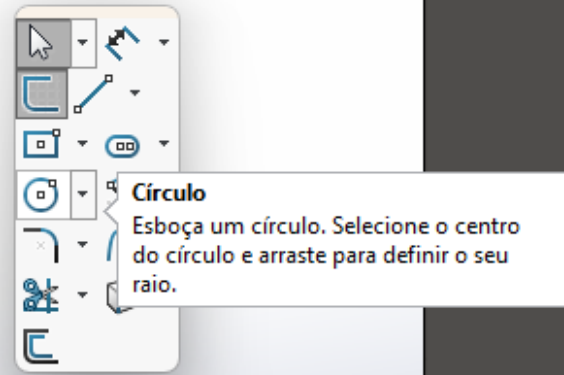 Círculo
Esboça um círculo. Selecione o centro
do círculo e arraste para definir o seu
raio.